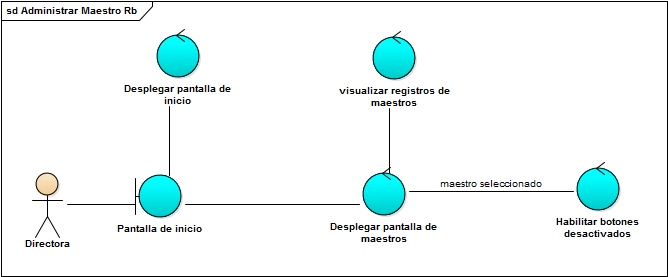 sd Administrar Maestro Rb
Desplegar pantalla de
inicio
visualizar registros de
maestros
maestro seleccionado
Directora
Pantalla de inicio
Desplegar pantalla de
maestros
Habilitar botones
desactivados